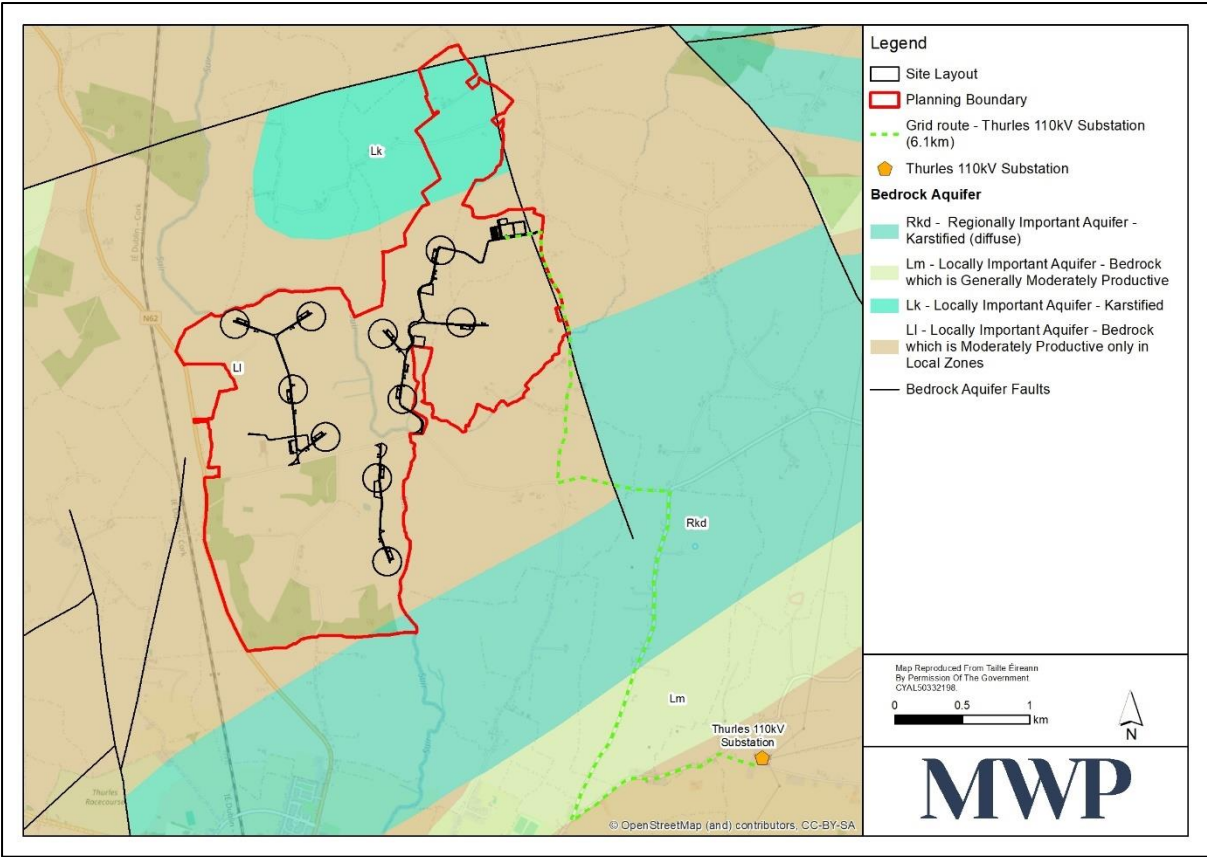 Lk
N62
Ll
IE Dublin - Cork
Rkd
Lm
Thurles 110kV
Substation
Thurles
Racecourse
© OpenStreetMap (and) contributors, CC-BY-SA
Legend
Site Layout
Planning Boundary
Grid route - Thurles 110kV Substation
(6.1km)
Thurles 110kV Substation
Bedrock Aquifer
Rkd - Regionally Important Aquifer -
Karstified (diffuse)
Lm - Locally Important Aquifer - Bedrock
which is Generally Moderately Productive
Lk - Locally Important Aquifer - Karstified
Ll - Locally Important Aquifer - Bedrock
which is Moderately Productive only in
Local Zones
Bedrock Aquifer Faults
Map Reproduced From Tailte Éireann
By Permission Of The Government
CYAL50332198.
0 0.5 1
km
N
MWP